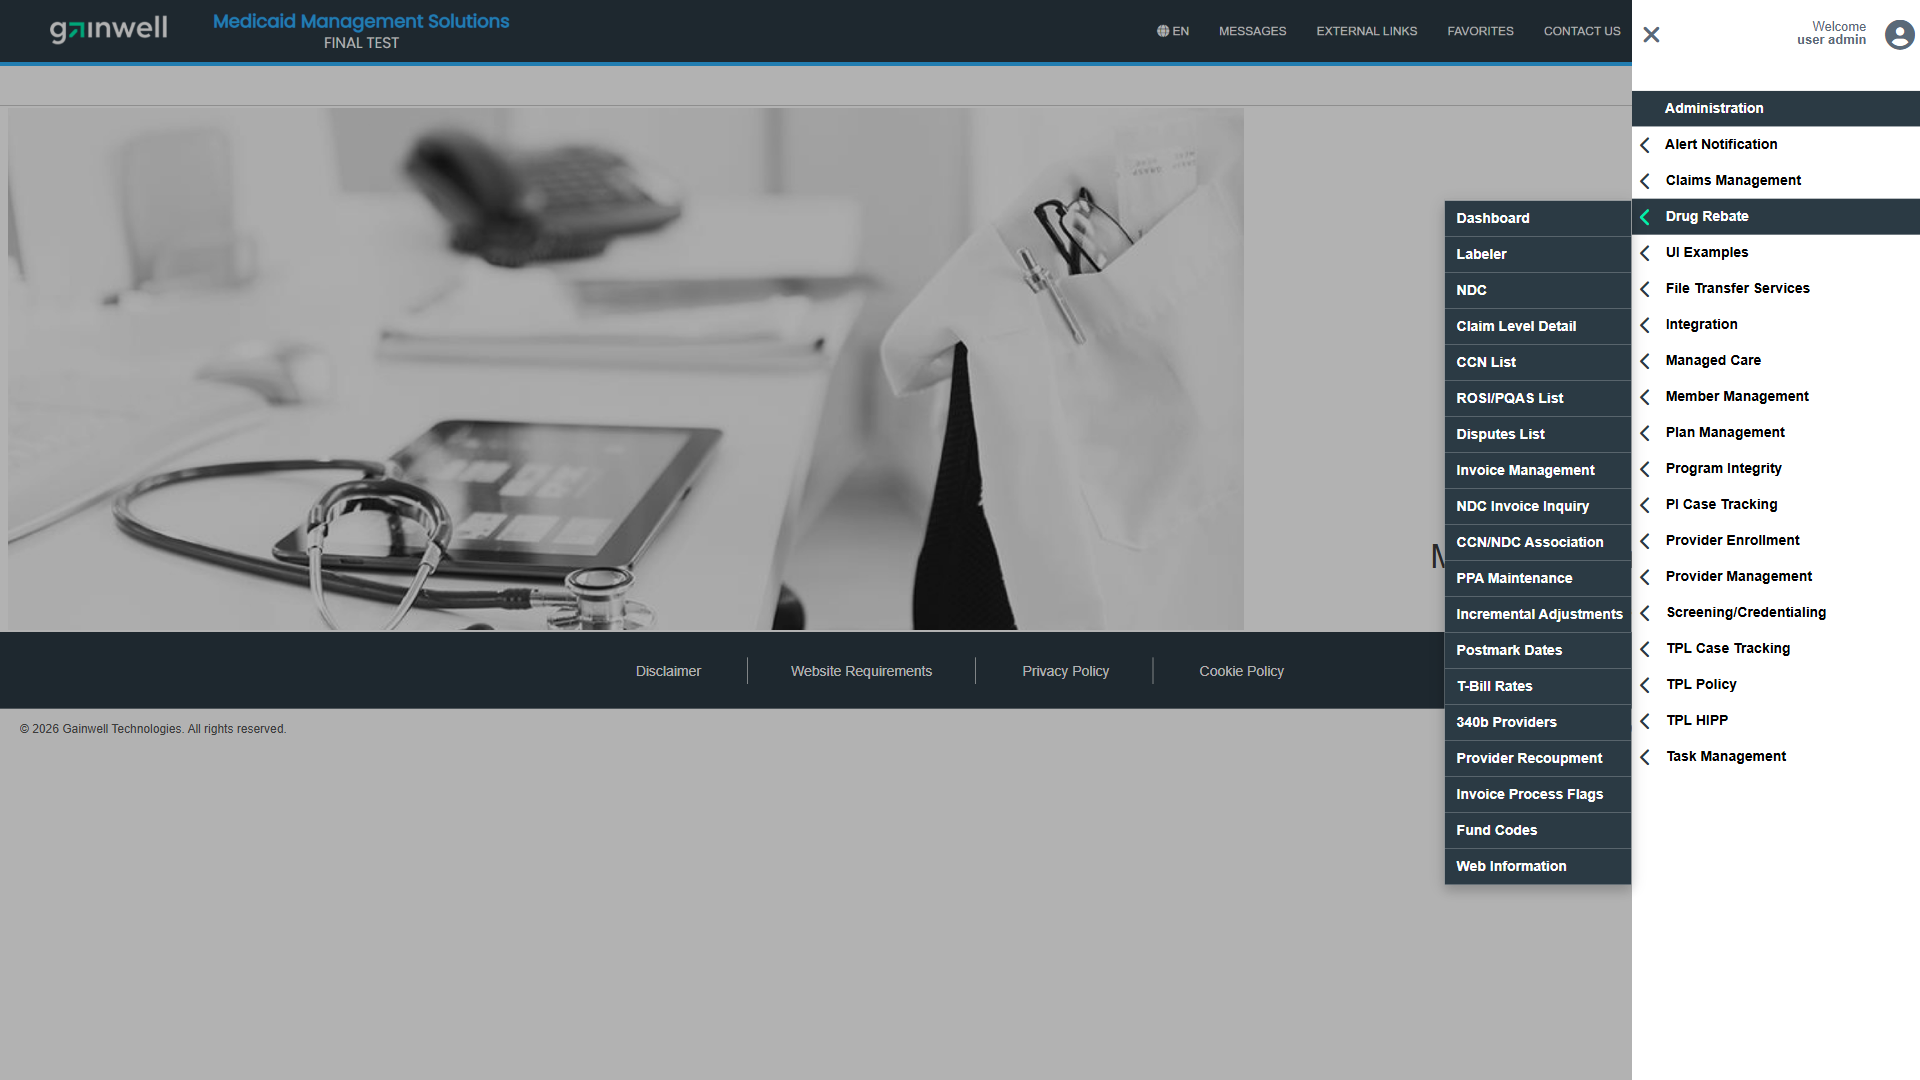 gainwell
Medicaid Management Solutions
FINAL TEST
EN
MESSAGES
EXTERNAL LINKS
FAVORITES
CONTACT US
Welcome
user admin
Administration
Alert Notification
Claims Management
Drug Rebate
UI Examples
File Transfer Services
Integration
Managed Care
Member Management
Plan Management
Program Integrity
PI Case Tracking
Provider Enrollment
Provider Management
Screening/Credentialing
TPL Case Tracking
TPL Policy
TPL HIPP
Task Management
Dashboard
Labeler
NDC
Claim Level Detail
CCN List
ROSI/PQAS List
Disputes List
Invoice Management
NDC Invoice Inquiry
CCN/NDC Association
PPA Maintenance
Incremental Adjustments
Postmark Dates
T-Bill Rates
340b Providers
Provider Recoupment
Invoice Process Flags
Fund Codes
Web Information
Disclaimer
Website Requirements
Privacy Policy
Cookie Policy
© 2026 Gainwell Technologies. All rights reserved.